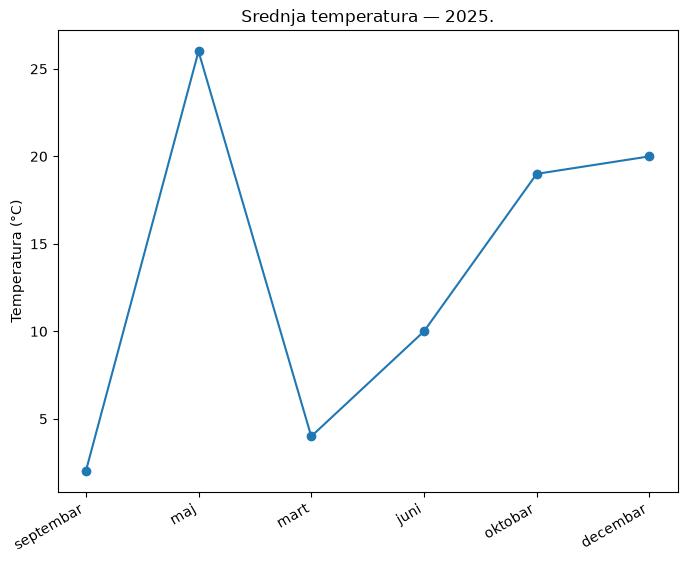 Srednja temperatura — 2025.
Temperatura (°C)
25
20
15
10
5
septembar
maj
mart
juni
oktobar
decembar